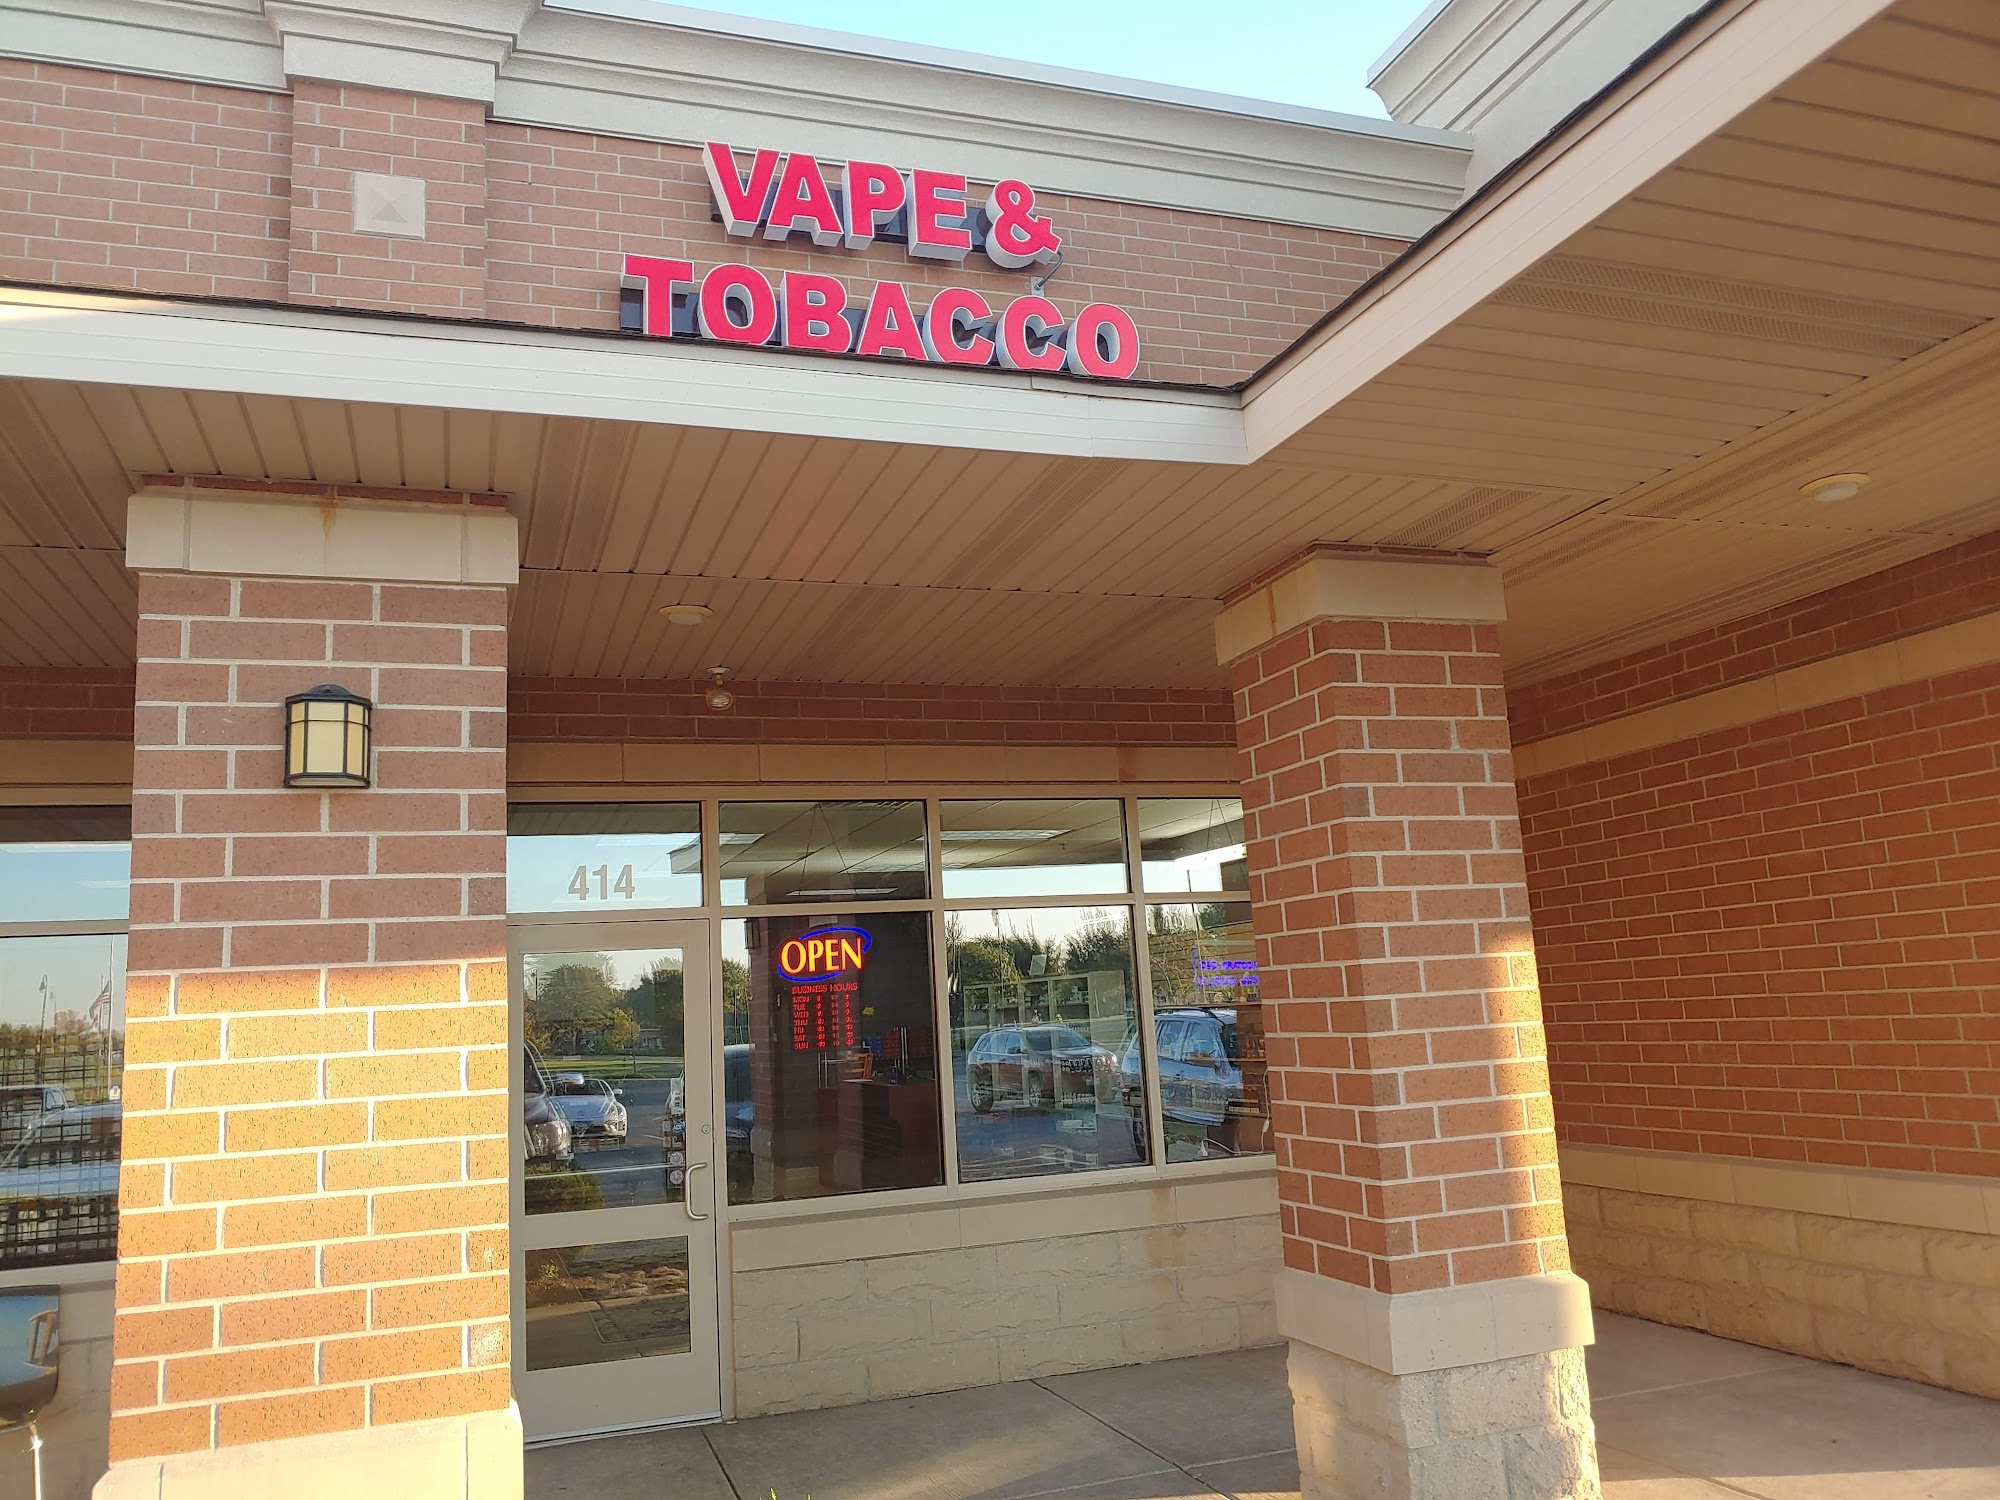 VAPE &
TOBACCO
414
OPEN
BUSINESS HOURS
MON
TUE
WED
THU
FRI
SAT
SUN